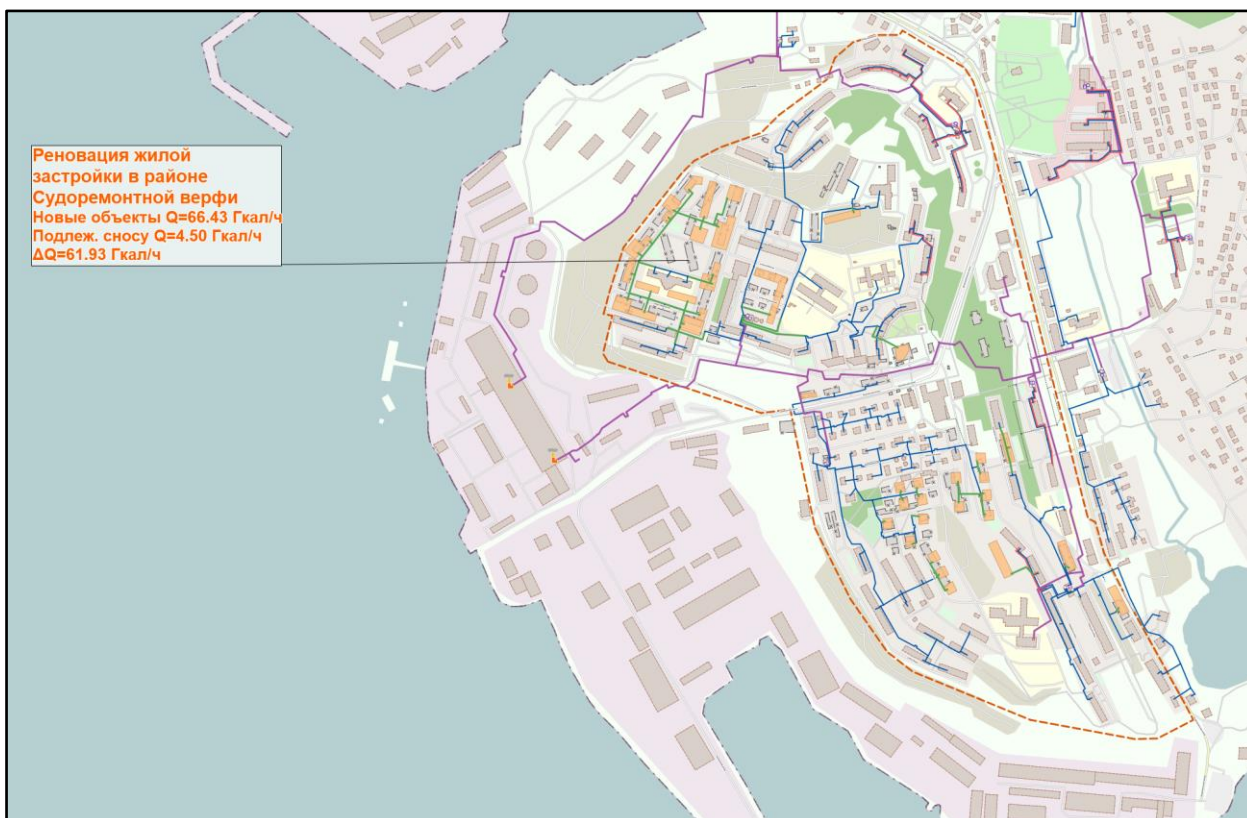 Реновация жилой
застройки в районе
Судоремонтной верфи
Новые объекты Q=66.43 Гкал/ч
Подлеж. сносу Q=4.50 Гкал/ч
ΔQ=61.93 Гкал/ч